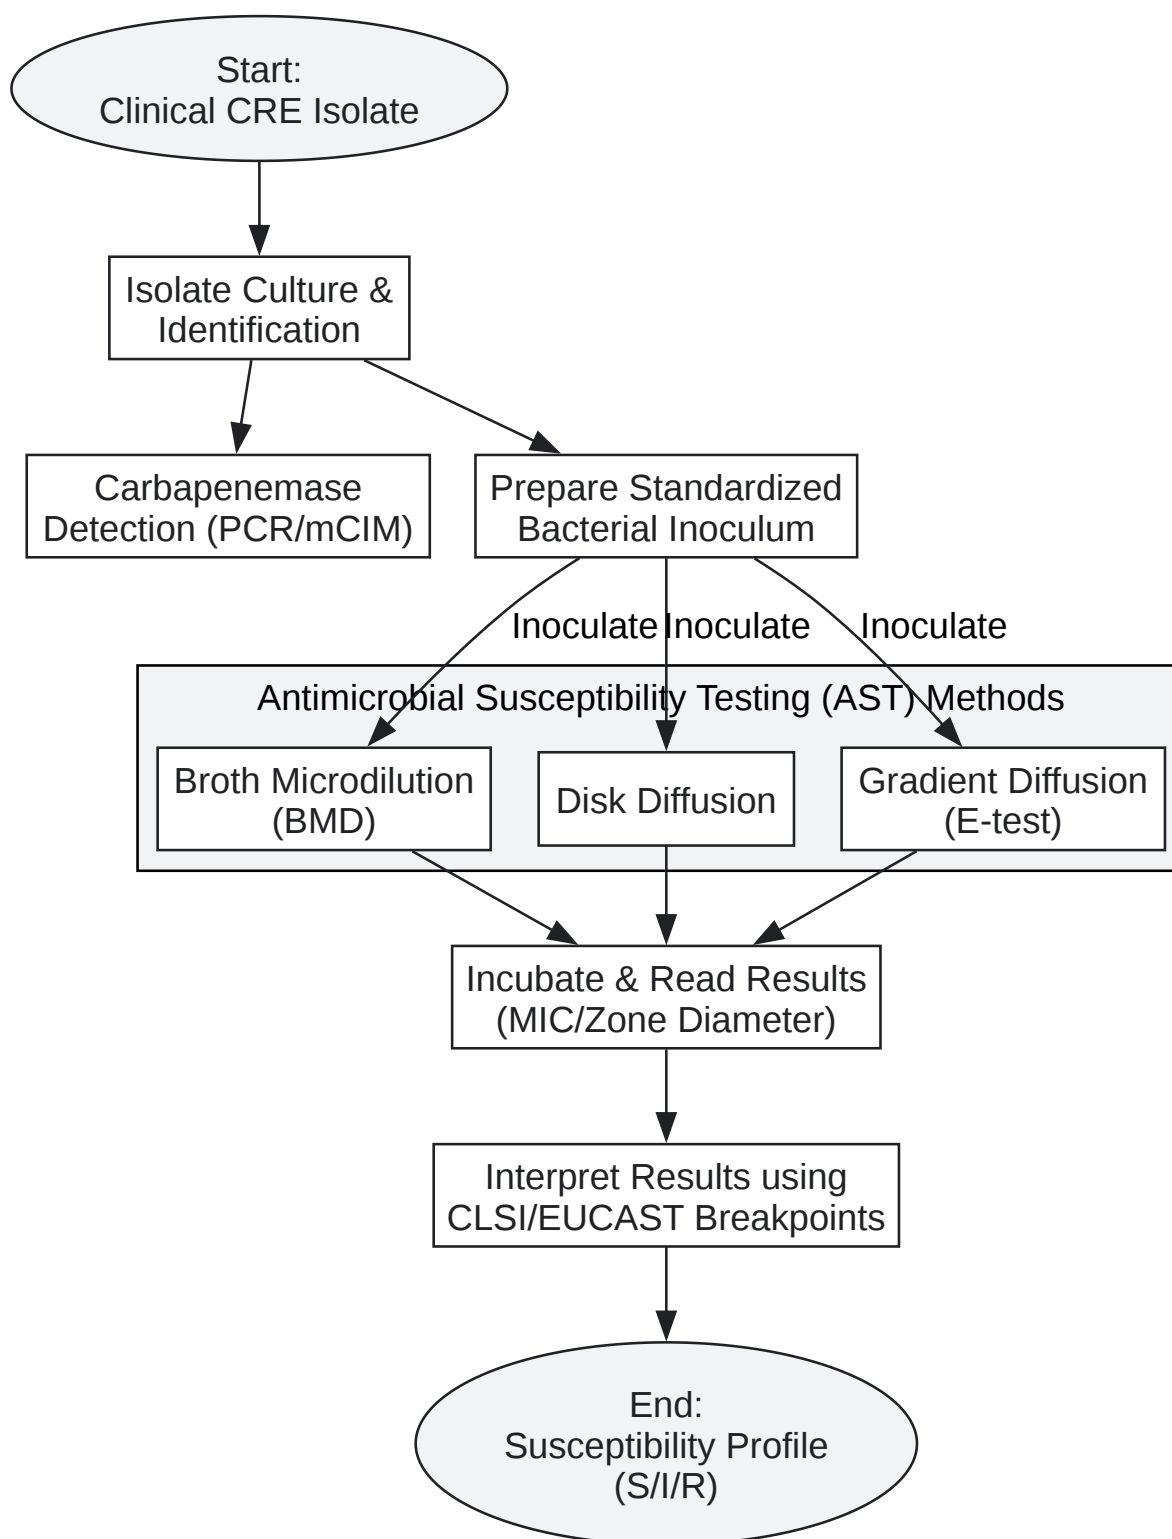 Start:
Clinical CRE Isolate
Isolate Culture &
Identification
Carbapenemase
Detection (PCR/mCIM)
Prepare Standardized
Bacterial Inoculum
Inoculate
Inoculate
Inoculate
Antimicrobial Susceptibility Testing (AST) Methods
Broth Microdilution
(BMD)
Disk Diffusion
Gradient Diffusion
(E-test)
Incubate & Read Results
(MIC/Zone Diameter)
Interpret Results using
CLSI/EUCAST Breakpoints
End:
Susceptibility Profile
(S/I/R)